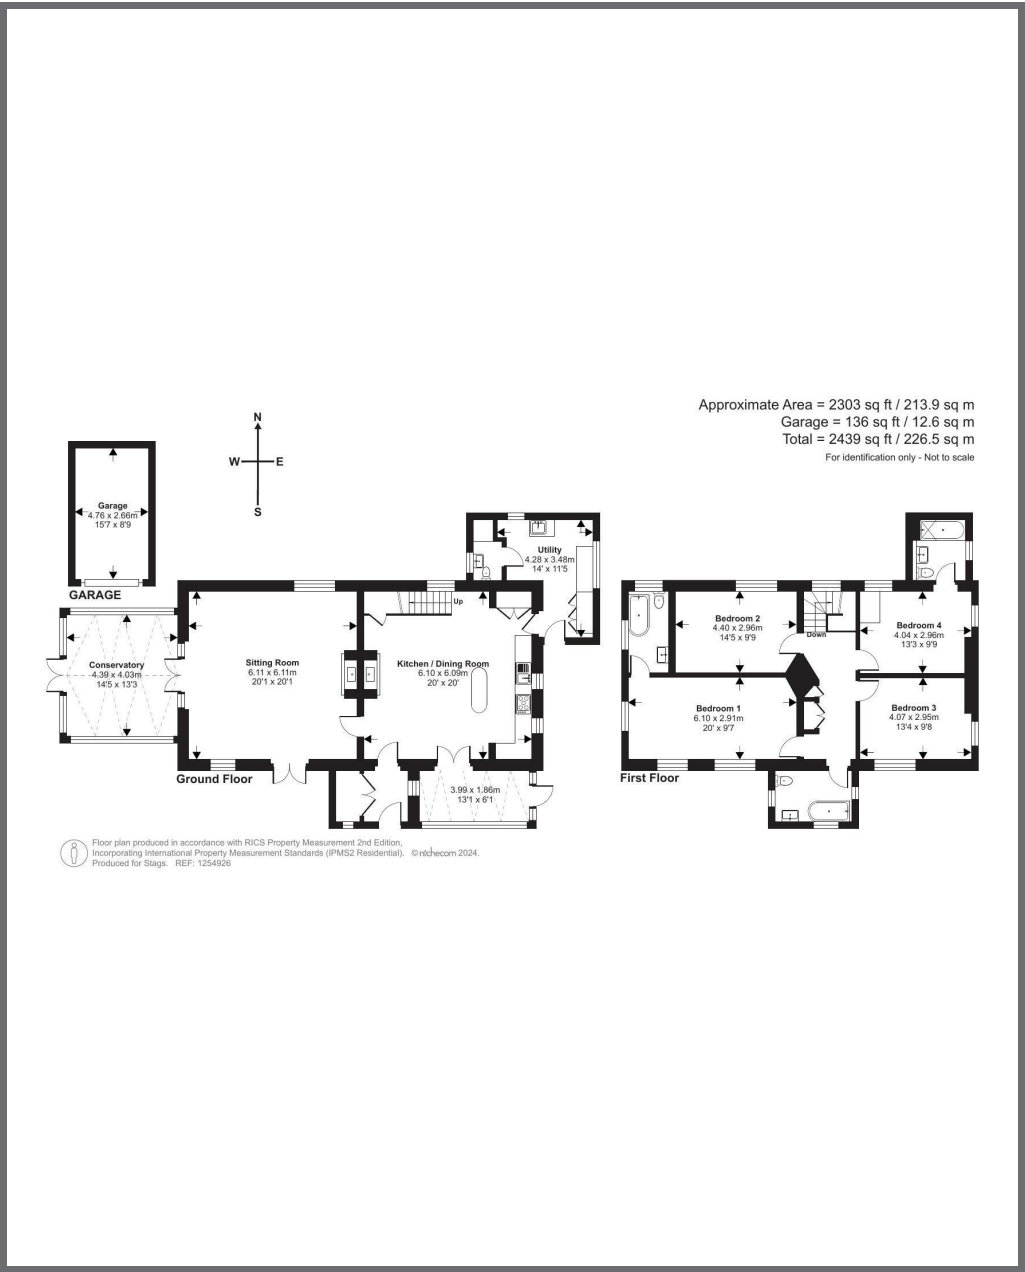 Approximate Area = 2303 sq ft / 213.9 sq m
Garage = 136 sq ft / 12.6 sq m
Total = 2439 sq ft / 226.5 sq m
For identification only - Not to scale
N
W
E
S
Garage
4.76 x 2.66m
15'7 x 8'9
GARAGE
Utility
4.28 x 3.48m
14' x 11'5
Up
Conservatory
4.39 x 4.03m
14'5 x 13'3
Sitting Room
6.11 x 6.11m
20'1 x 20'1
Kitchen / Dining Room
6.10 x 6.09m
20' x 20'
3.99 x 1.86m
13'1 x 6'1
Ground Floor
Bedroom 2
4.40 x 2.96m
14'5 x 9'9
Down
Bedroom 4
4.04 x 2.96m
13'3 x 9'9
Bedroom 1
6.10 x 2.91m
20' x 9'7
Bedroom 3
4.07 x 2.95m
13'4 x 9'8
First Floor
Floor plan produced in accordance with RICS Property Measurement 2nd Edition,
Incorporating International Property Measurement Standards (IPMS2 Residential). © nichecom 2024.
Produced for Stags. REF: 1254926